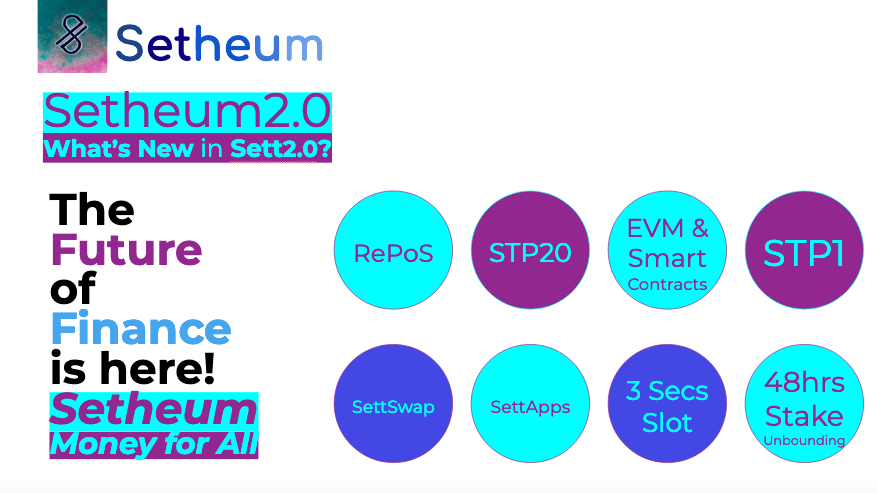 Setheum
Setheum2.0
What's New in Sett2.0?
The
Future
of
Finance
is here!
Setheum
Money for All
RePoS
STP20
EVM &
Smart
Contracts
STP1
SettSwap
SettApps
3 Secs
Slot
48hrs
Stake
Unbounding